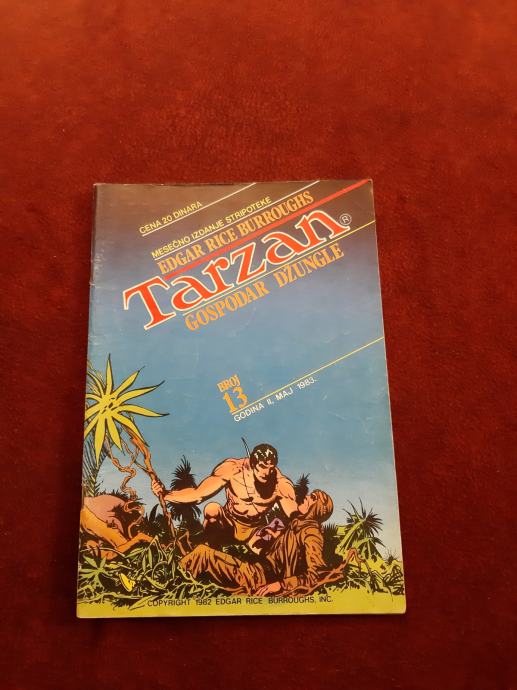 CENA 20 DINARA
MESEČNO IZDANJE STRIPOTEKE
EDGAR RICE BURROUGHS
Tarzan®
GOSPODAR DŽUNGLE
BROJ
13
GODINA II, MAJ 1983.
COPYRIGHT 1982 EDGAR RICE BURROUGHS, INC.